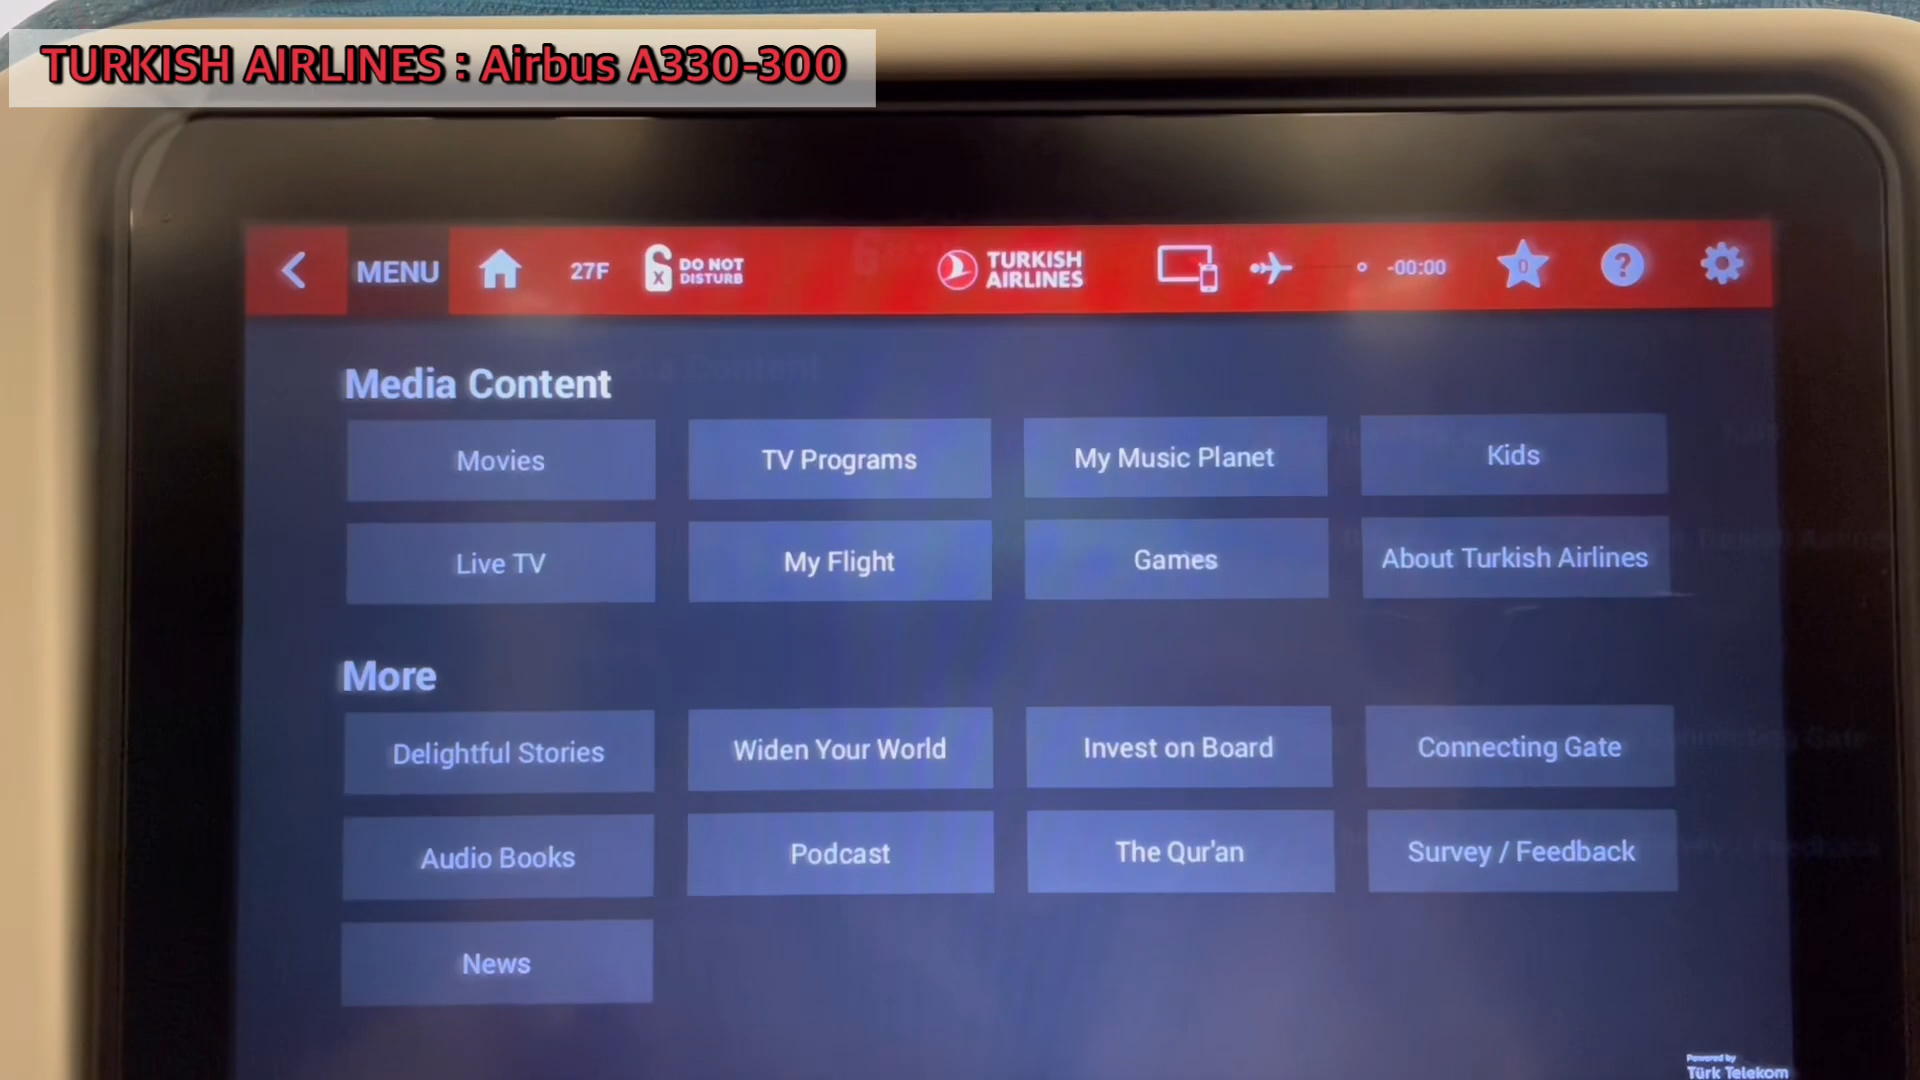 TURKISH AIRLINES : Airbus A330-300
MENU
27F
DO NOT
DISTURB
TURKISH
AIRLINES
-00:00
0
?
Media Content
Movies
TV Programs
My Music Planet
Kids
Live TV
My Flight
Games
About Turkish Airlines
More
Delightful Stories
Widen Your World
Invest on Board
Connecting Gate
Audio Books
Podcast
The Qur'an
Survey / Feedback
News
Powered by
Türk Telekom